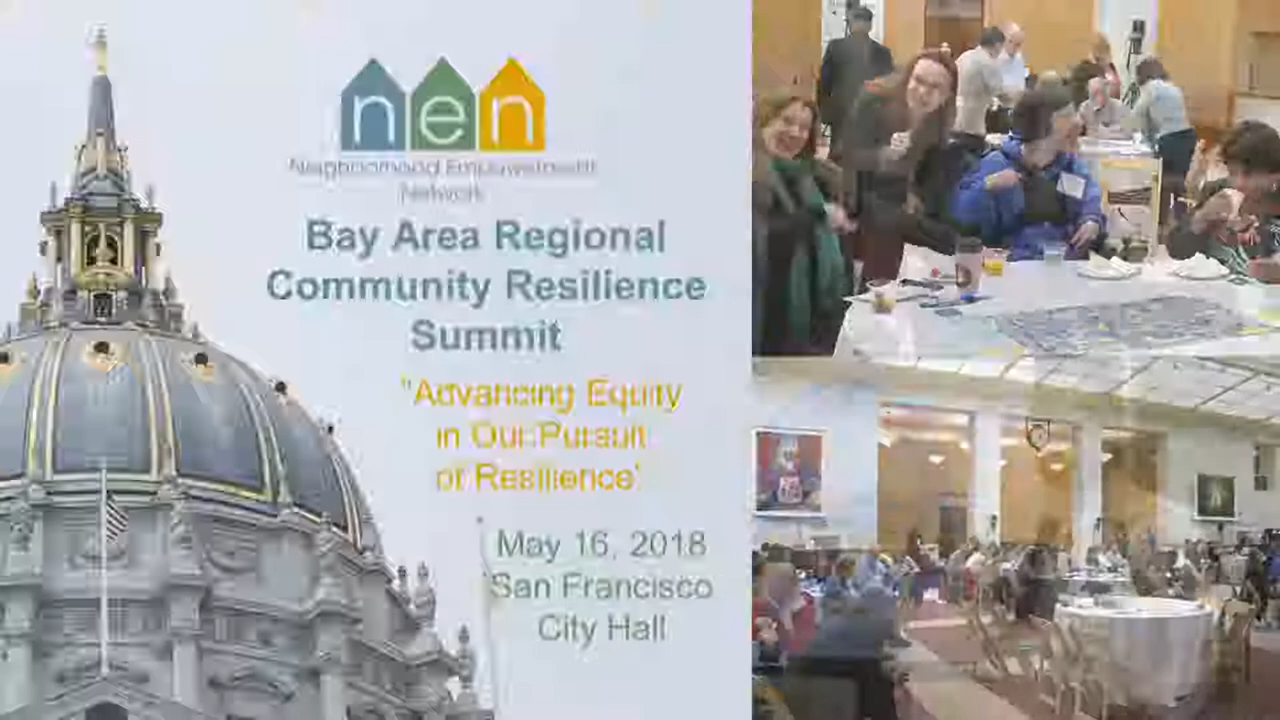 nen
Neighborhood Empowerment
Network
Bay Area Regional
Community Resilience
Summit
"Advancing Equity
in Our Pursuit
of Resilience"
May 16, 2018
San Francisco
City Hall